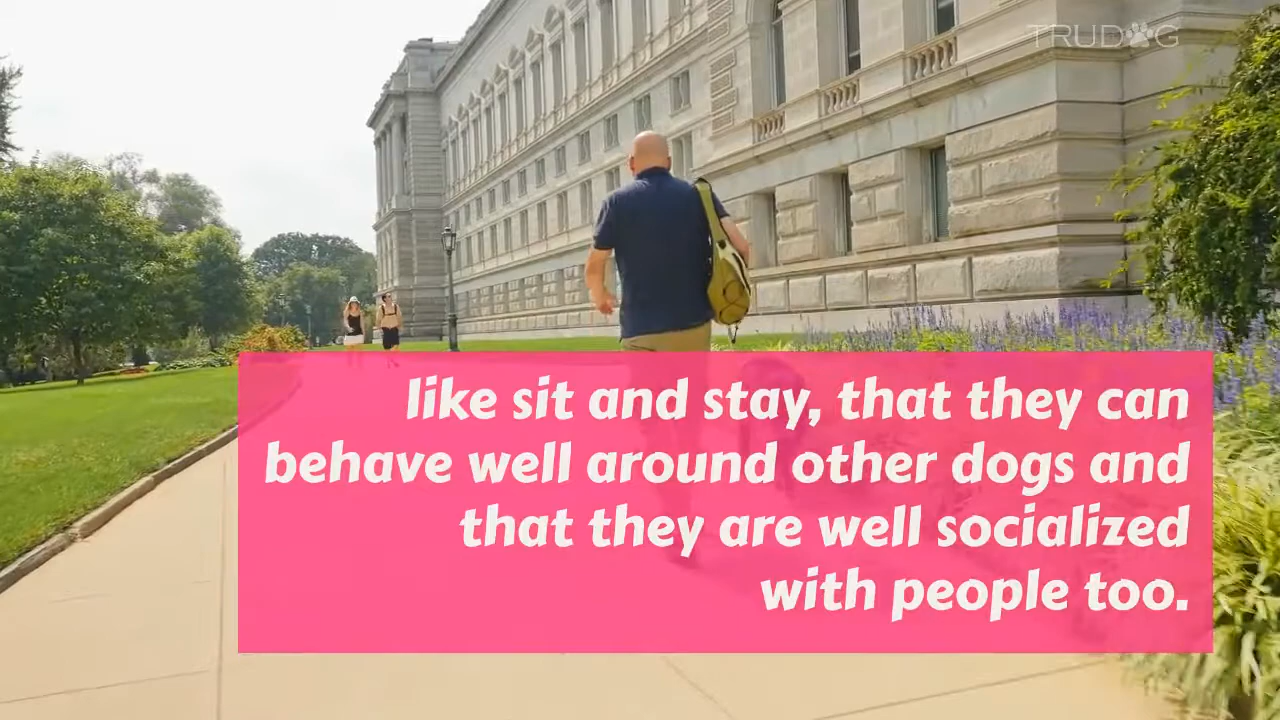 TRUDOG
like sit and stay, that they can
behave well around other dogs and
that they are well socialized
with people too.